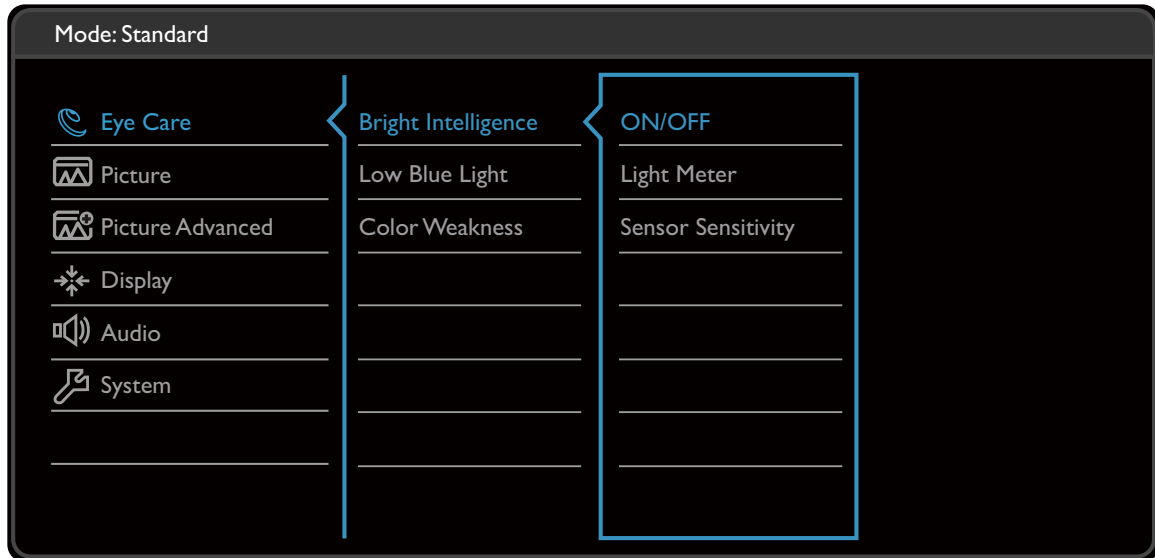 Mode: Standard
Eye Care
Picture
Picture Advanced
Display
Audio
System
Bright Intelligence
Low Blue Light
Color Weakness
ON/OFF
Light Meter
Sensor Sensitivity